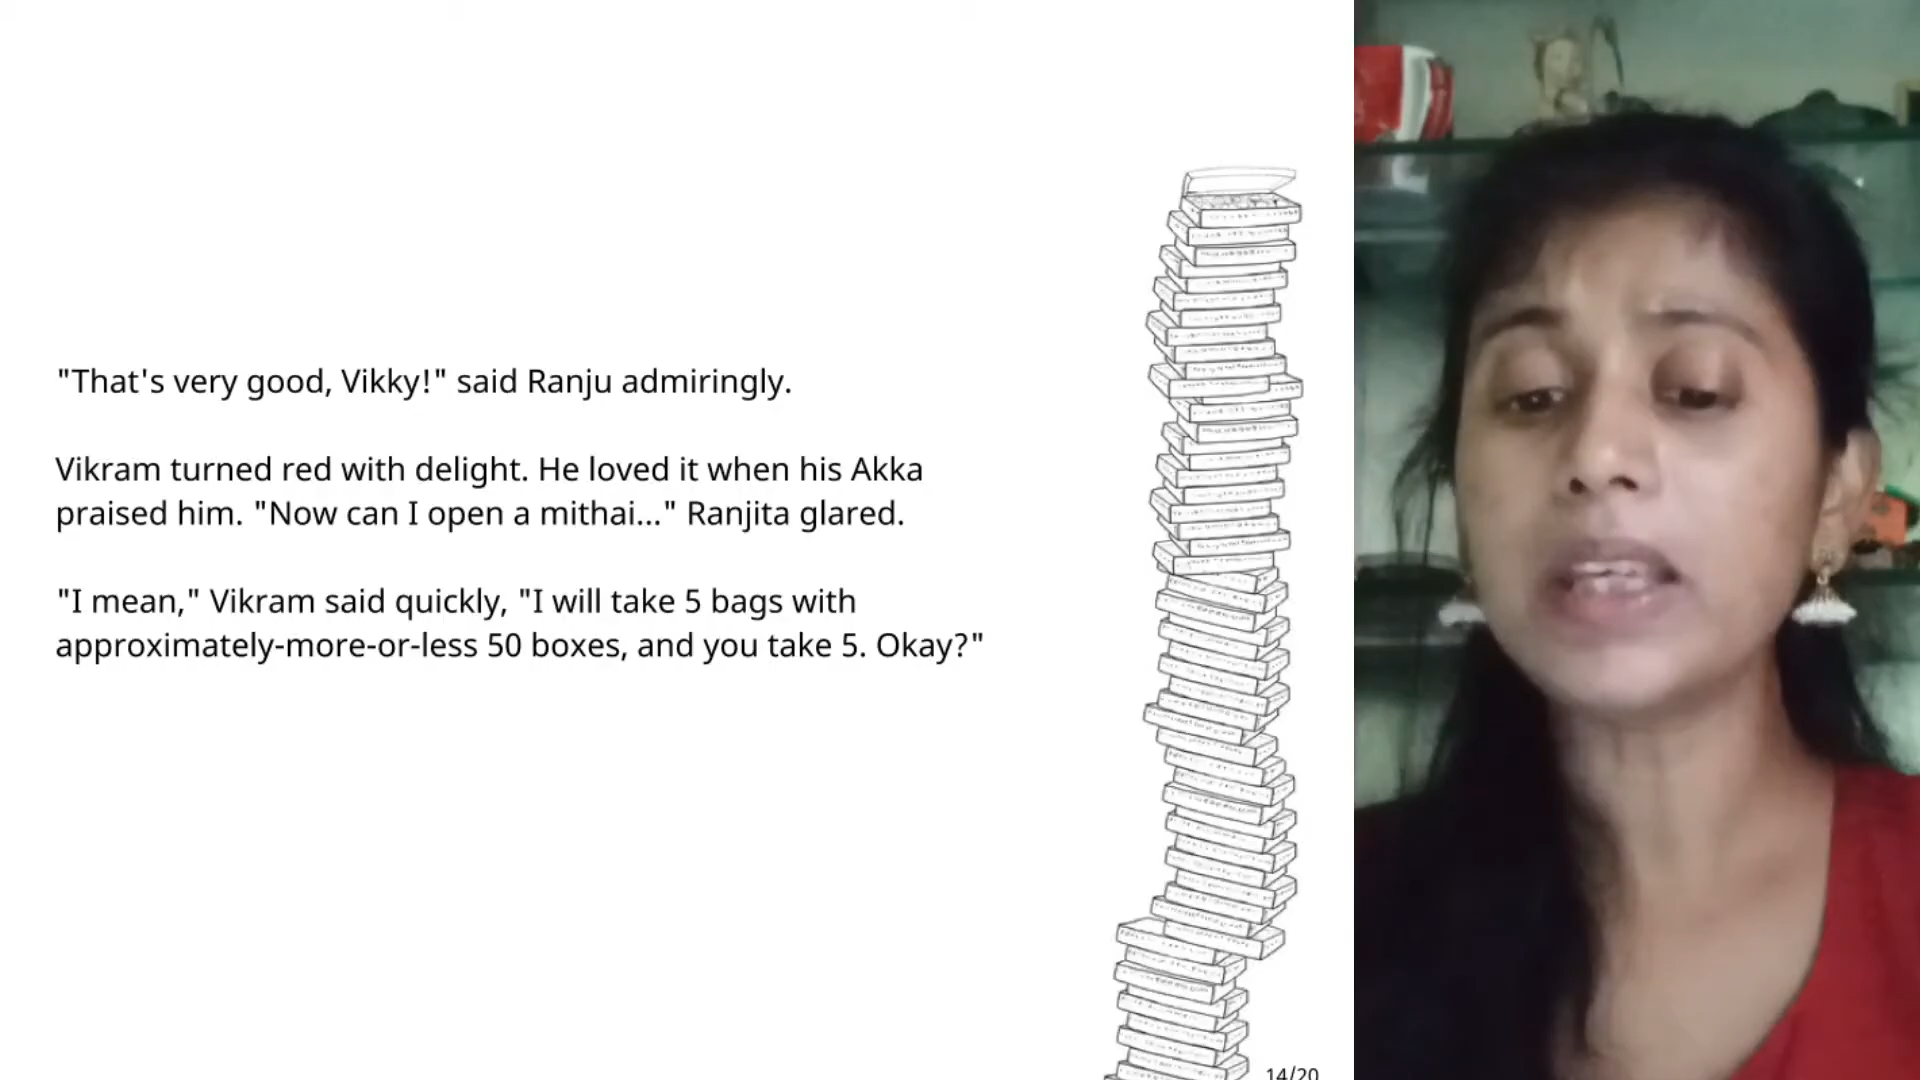 "That's very good, Vikky!" said Ranju admiringly.
Vikram turned red with delight. He loved it when his Akka
praised him. "Now can I open a mithai..." Ranjita glared.
"I mean," Vikram said quickly, "I will take 5 bags with
approximately-more-or-less 50 boxes, and you take 5. Okay?"
14/20